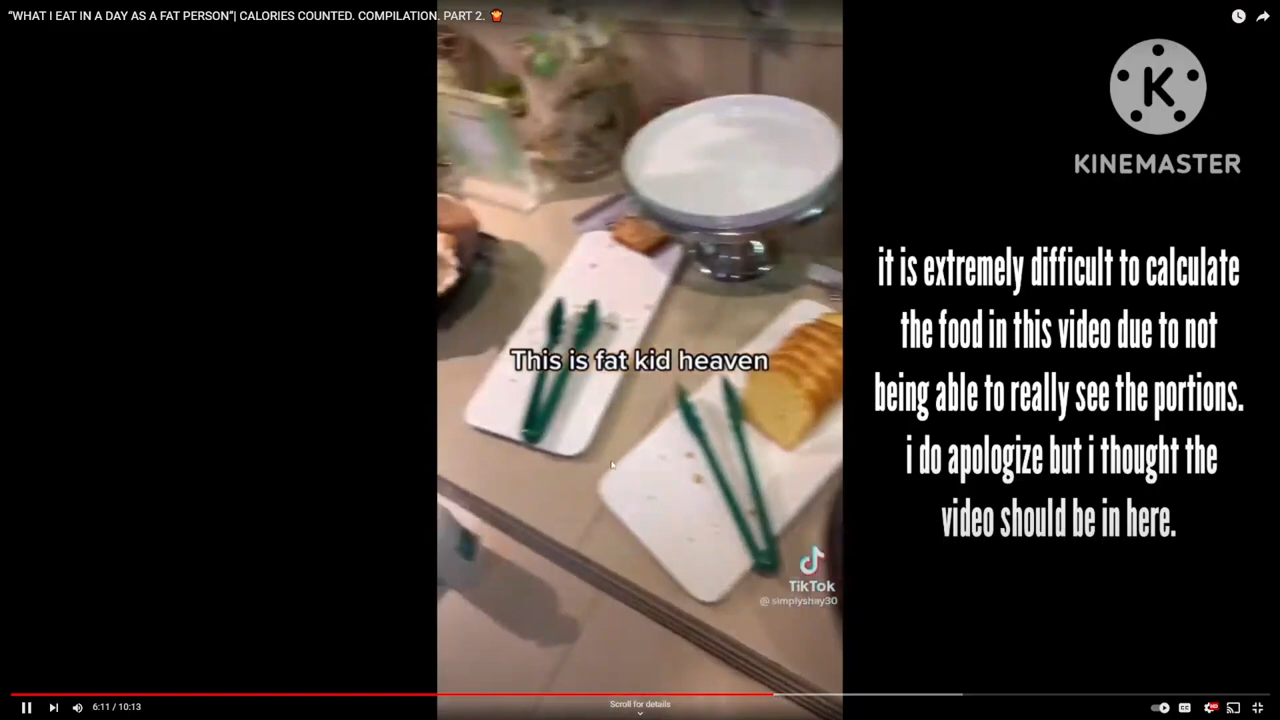 “WHAT I EAT IN A DAY AS A FAT PERSON”| CALORIES COUNTED. COMPILATION. PART 2. 🍟
K
KINEMASTER
it is extremely difficult to calculate
the food in this video due to not
being able to really see the portions.
i do apologize but i thought the
video should be in here.
This is fat kid heaven
TikTok
@simplyshay30
6:11 / 10:13
Scroll for details
CC
HD